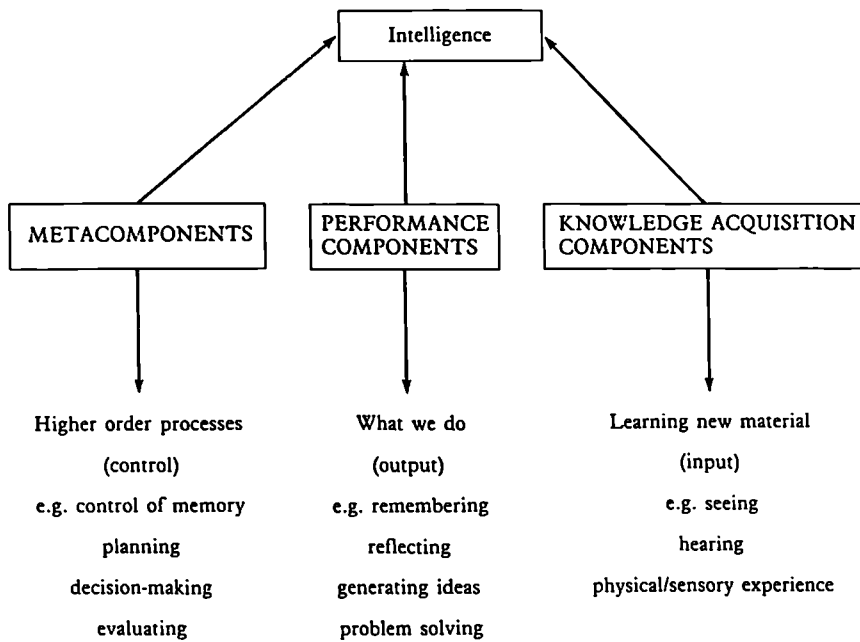 Intelligence
METACOMPONENTS
PERFORMANCE
COMPONENTS
KNOWLEDGE ACQUISITION
COMPONENTS
Higher order processes
(control)
e.g. control of memory
planning
decision-making
evaluating
What we do
(output)
e.g. remembering
reflecting
generating ideas
problem solving
Learning new material
(input)
e.g. seeing
hearing
physical/sensory experience